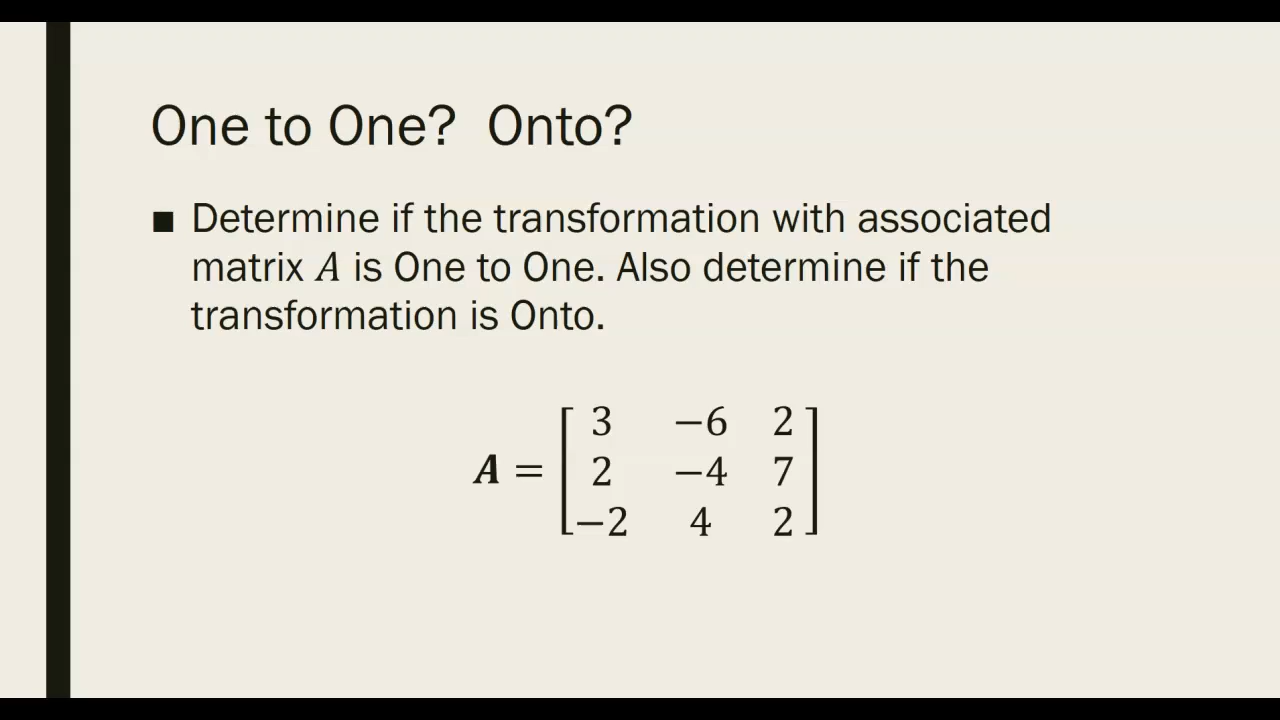 One to One? Onto?
■ Determine if the transformation with associated
matrix A is One to One. Also determine if the
transformation is Onto.
3 −6 2
A = 2 −4 7
−2 4 2